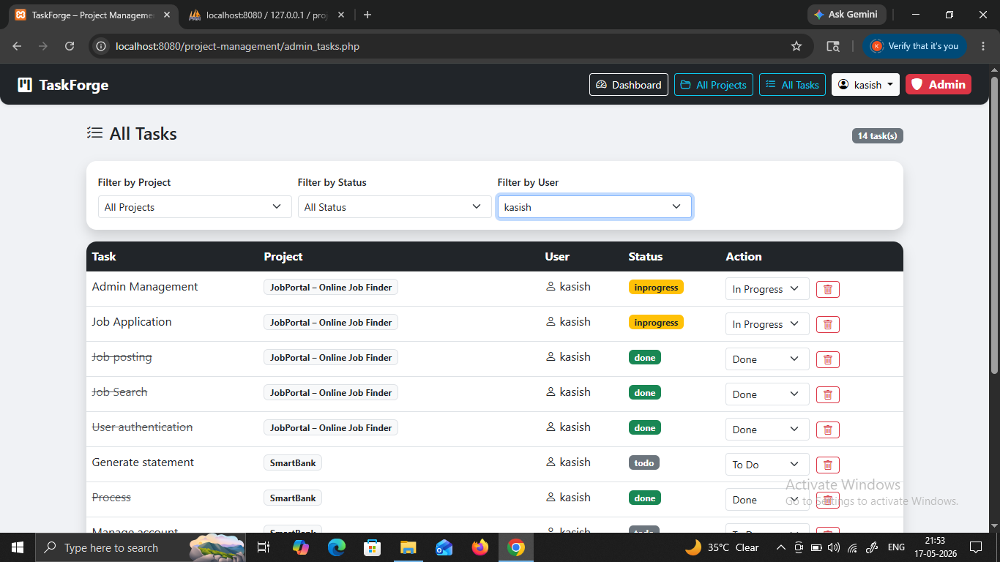 TaskForge – Project Manageme
localhost:8080 / 127.0.0.1 / proj
Ask Gemini
localhost:8080/project-management/admin_tasks.php
K Verify that it's you
TaskForge
Dashboard All Projects All Tasks kasish Admin
All Tasks
14 task(s)
Filter by Project Filter by Status Filter by User
All Projects All Status kasish
Task Project User Status Action
Admin Management JobPortal – Online Job Finder kasish inprogress In Progress
Job Application JobPortal – Online Job Finder kasish inprogress In Progress
Job posting JobPortal – Online Job Finder kasish done Done
Job Search JobPortal – Online Job Finder kasish done Done
User authentication JobPortal – Online Job Finder kasish done Done
Generate statement SmartBank kasish todo To Do
Process SmartBank kasish done Done
Manage account SmartBank kasish todo To Do
Activate Windows
Go to Settings to activate Windows.
Type here to search
35°C Clear
ENG
21:53
17-05-2026